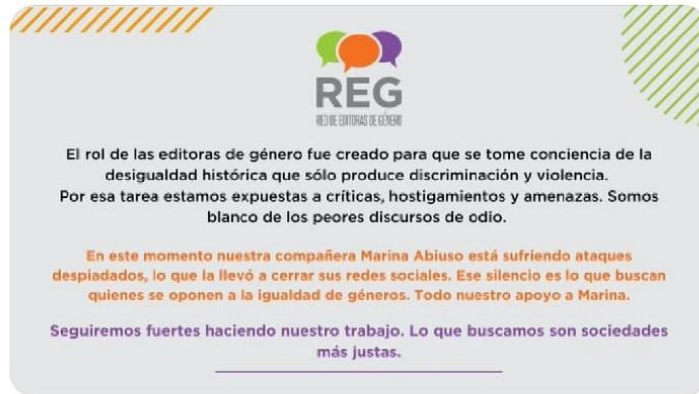 REG
RED DE EDITORAS DE GÉNERO
El rol de las editoras de género fue creado para que se tome conciencia de la
desigualdad histórica que sólo produce discriminación y violencia.
Por esa tarea estamos expuestas a críticas, hostigamientos y amenazas. Somos
blanco de los peores discursos de odio.
En este momento nuestra compañera Marina Abiuso está sufriendo ataques
despiadados, lo que la llevó a cerrar sus redes sociales. Ese silencio es lo que buscan
quienes se oponen a la igualdad de géneros. Todo nuestro apoyo a Marina.
Seguiremos fuertes haciendo nuestro trabajo. Lo que buscamos son sociedades
más justas.